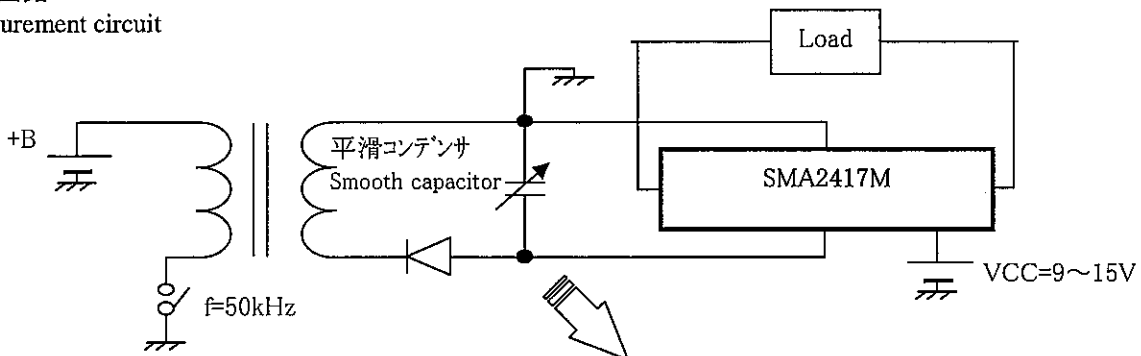 urement circuit
Load
+B
平滑コンデンサ
Smooth capacitor
SMA2417M
VCC=9～15V
f=50kHz